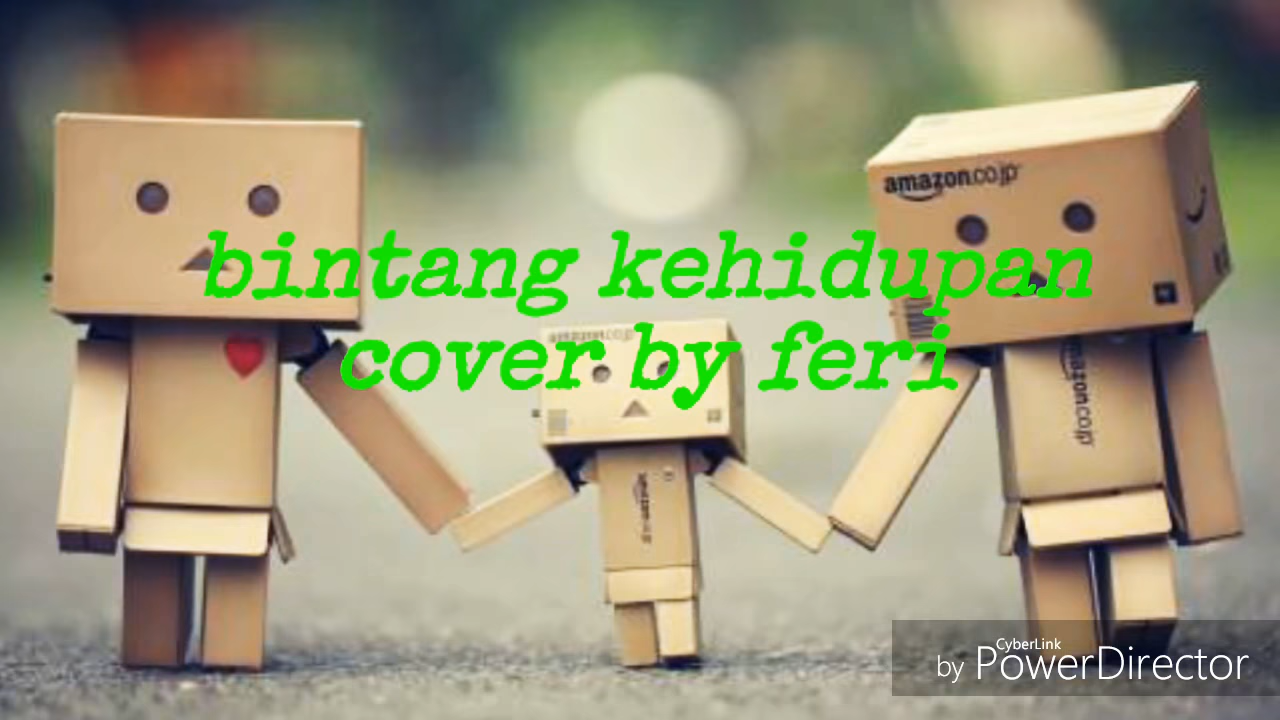 amazon.co.jp
bintang kehidupan
cover by feri
amazon.co.jp
amazon.co.jp
amazon.co.jp
CyberLink
by PowerDirector